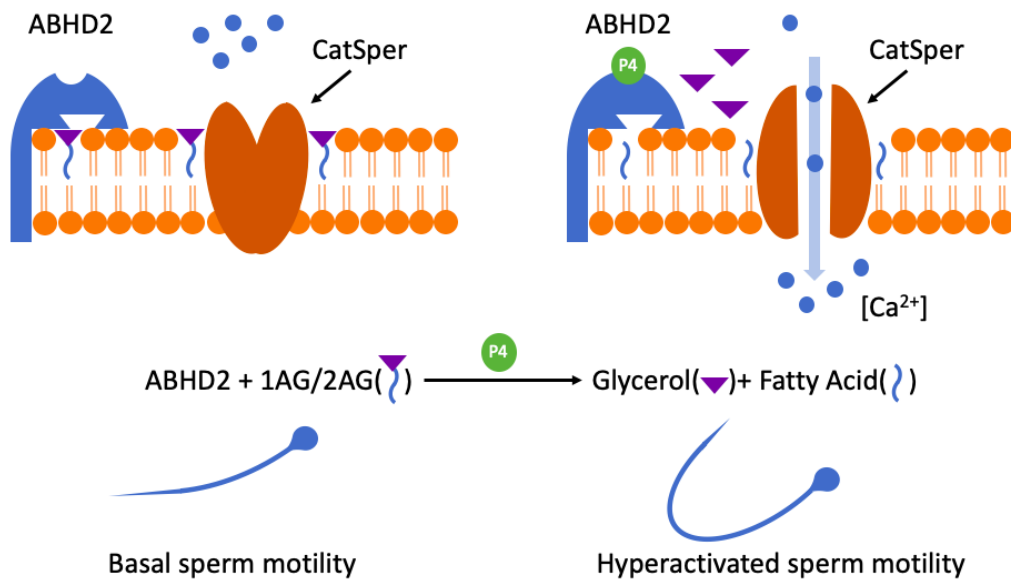 ABHD2
CatSper
ABHD2
P4
CatSper
[Ca²⁺]
P4
ABHD2 + 1AG/2AG( )
Glycerol( )+ Fatty Acid( )
Basal sperm motility
Hyperactivated sperm motility